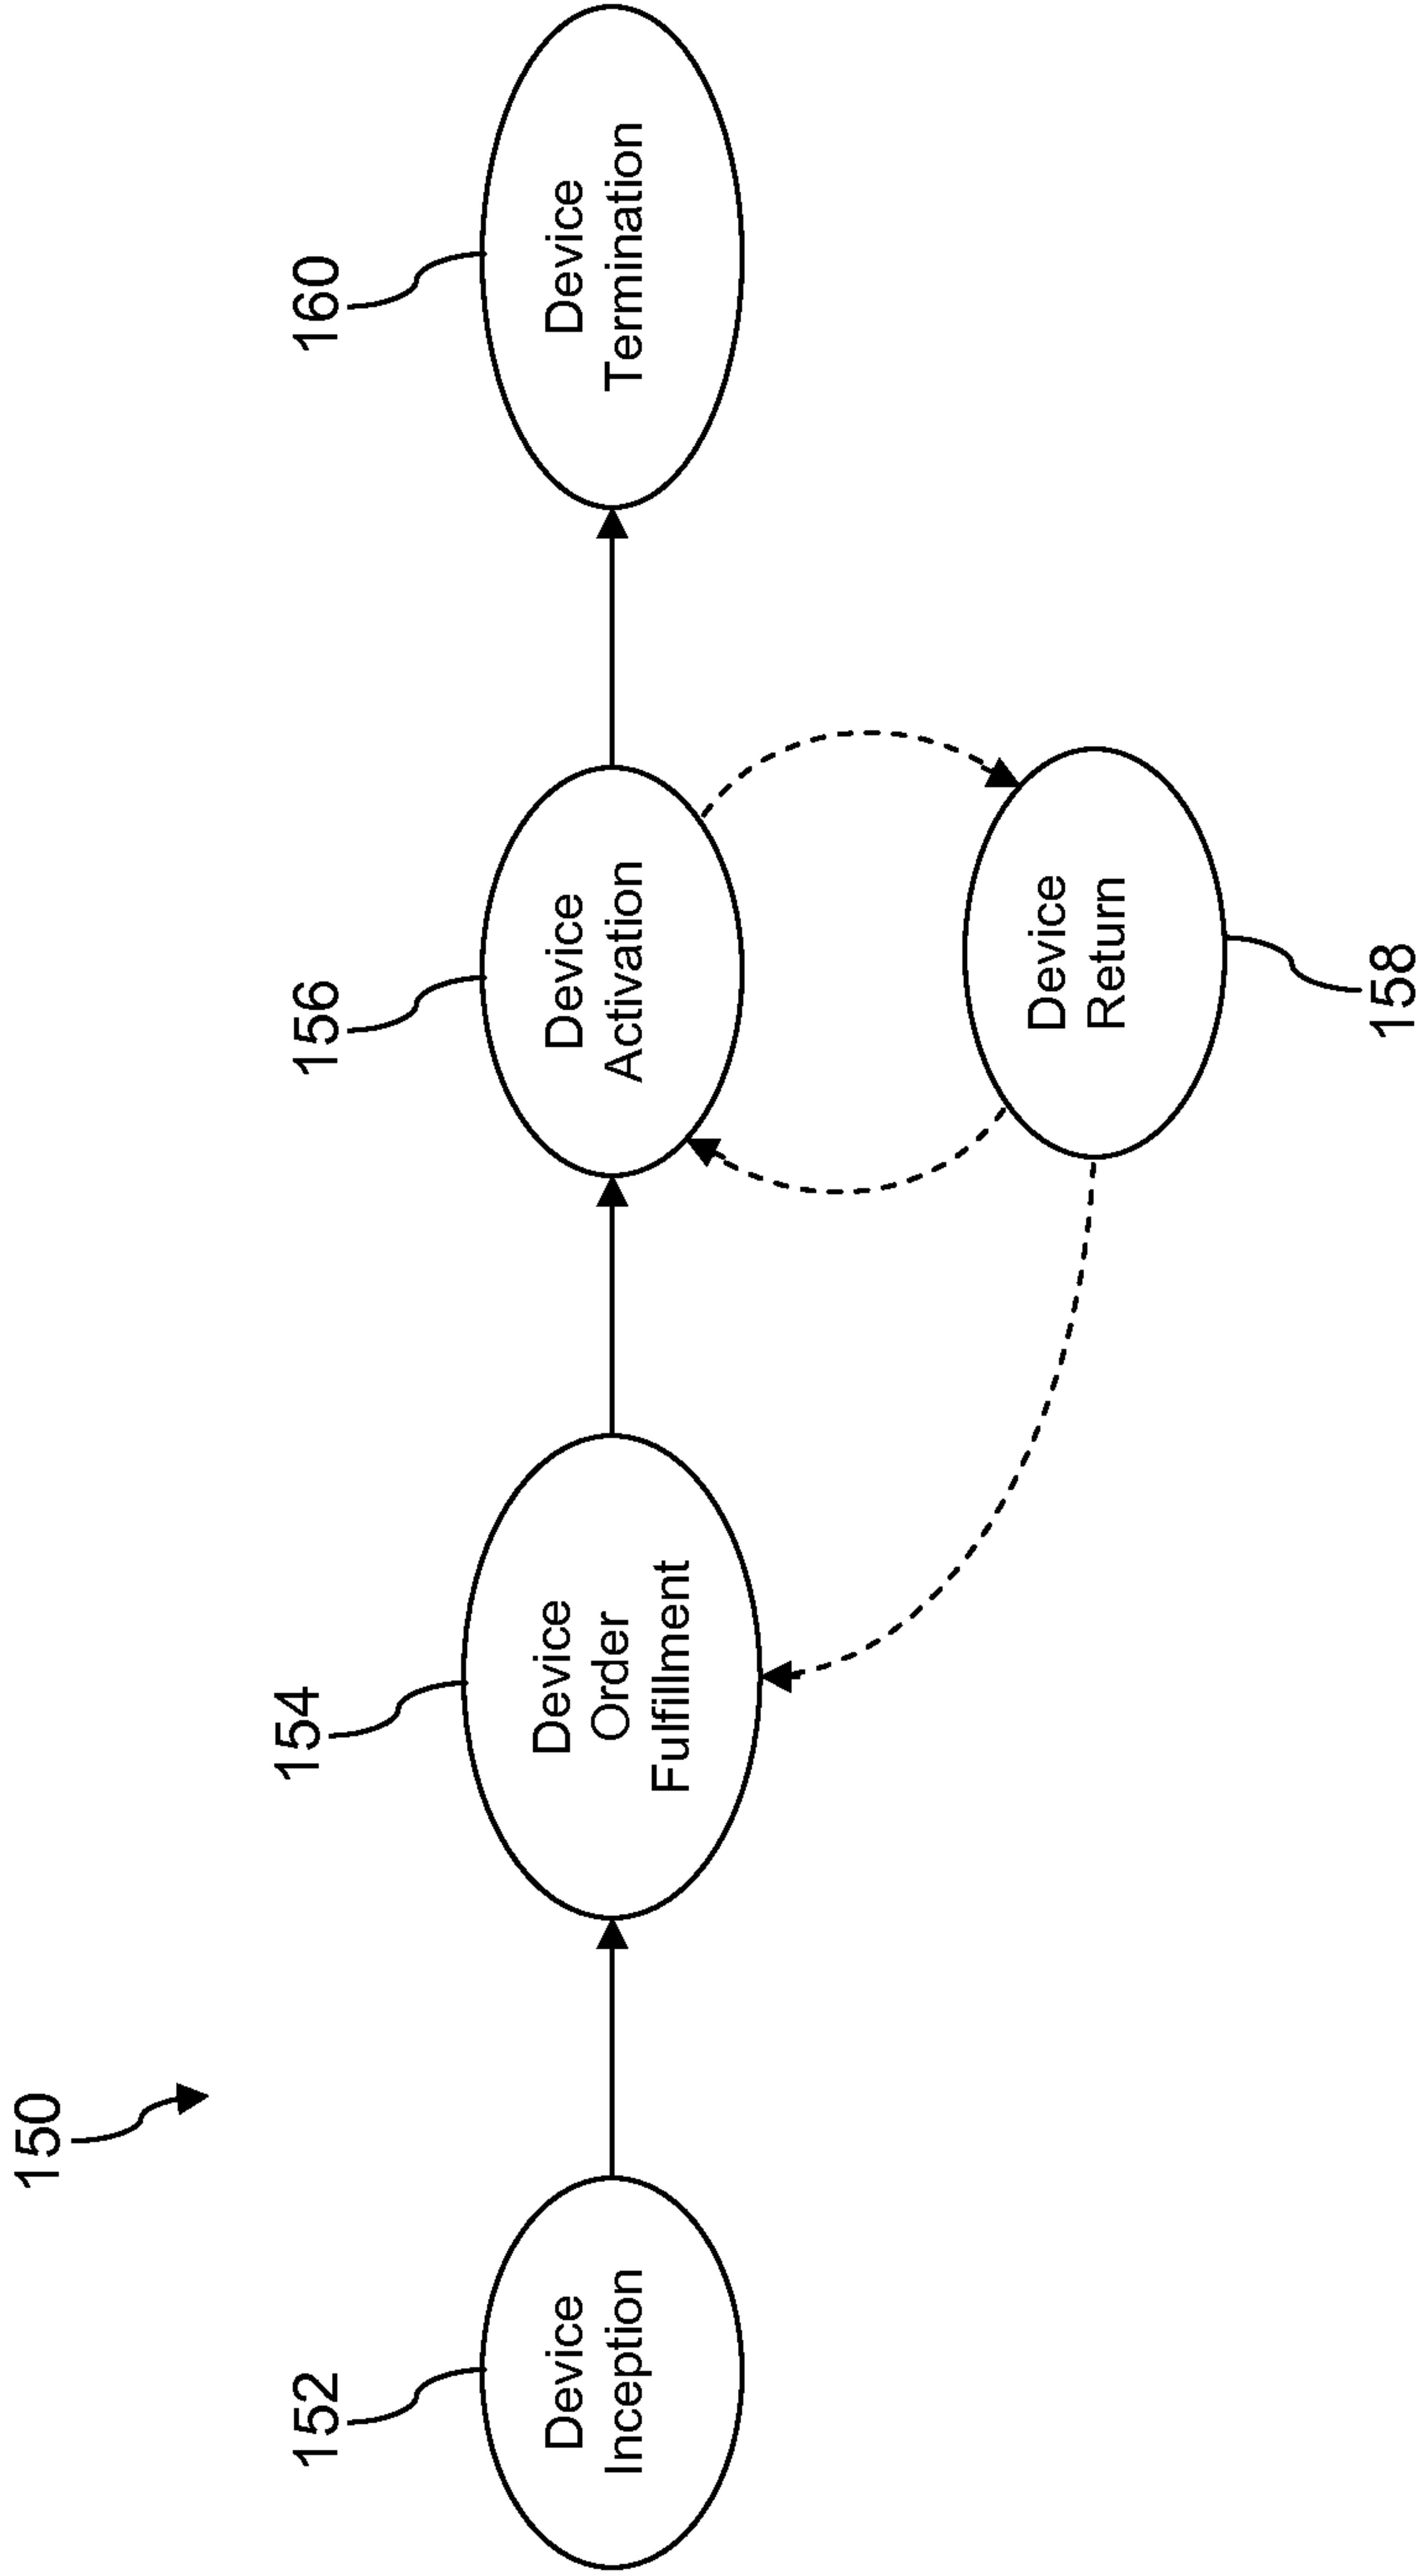 150
152
Device
Inception
154
Device
Order
Fulfillment
156
Device
Activation
160
Device
Termination
Device
Return
158